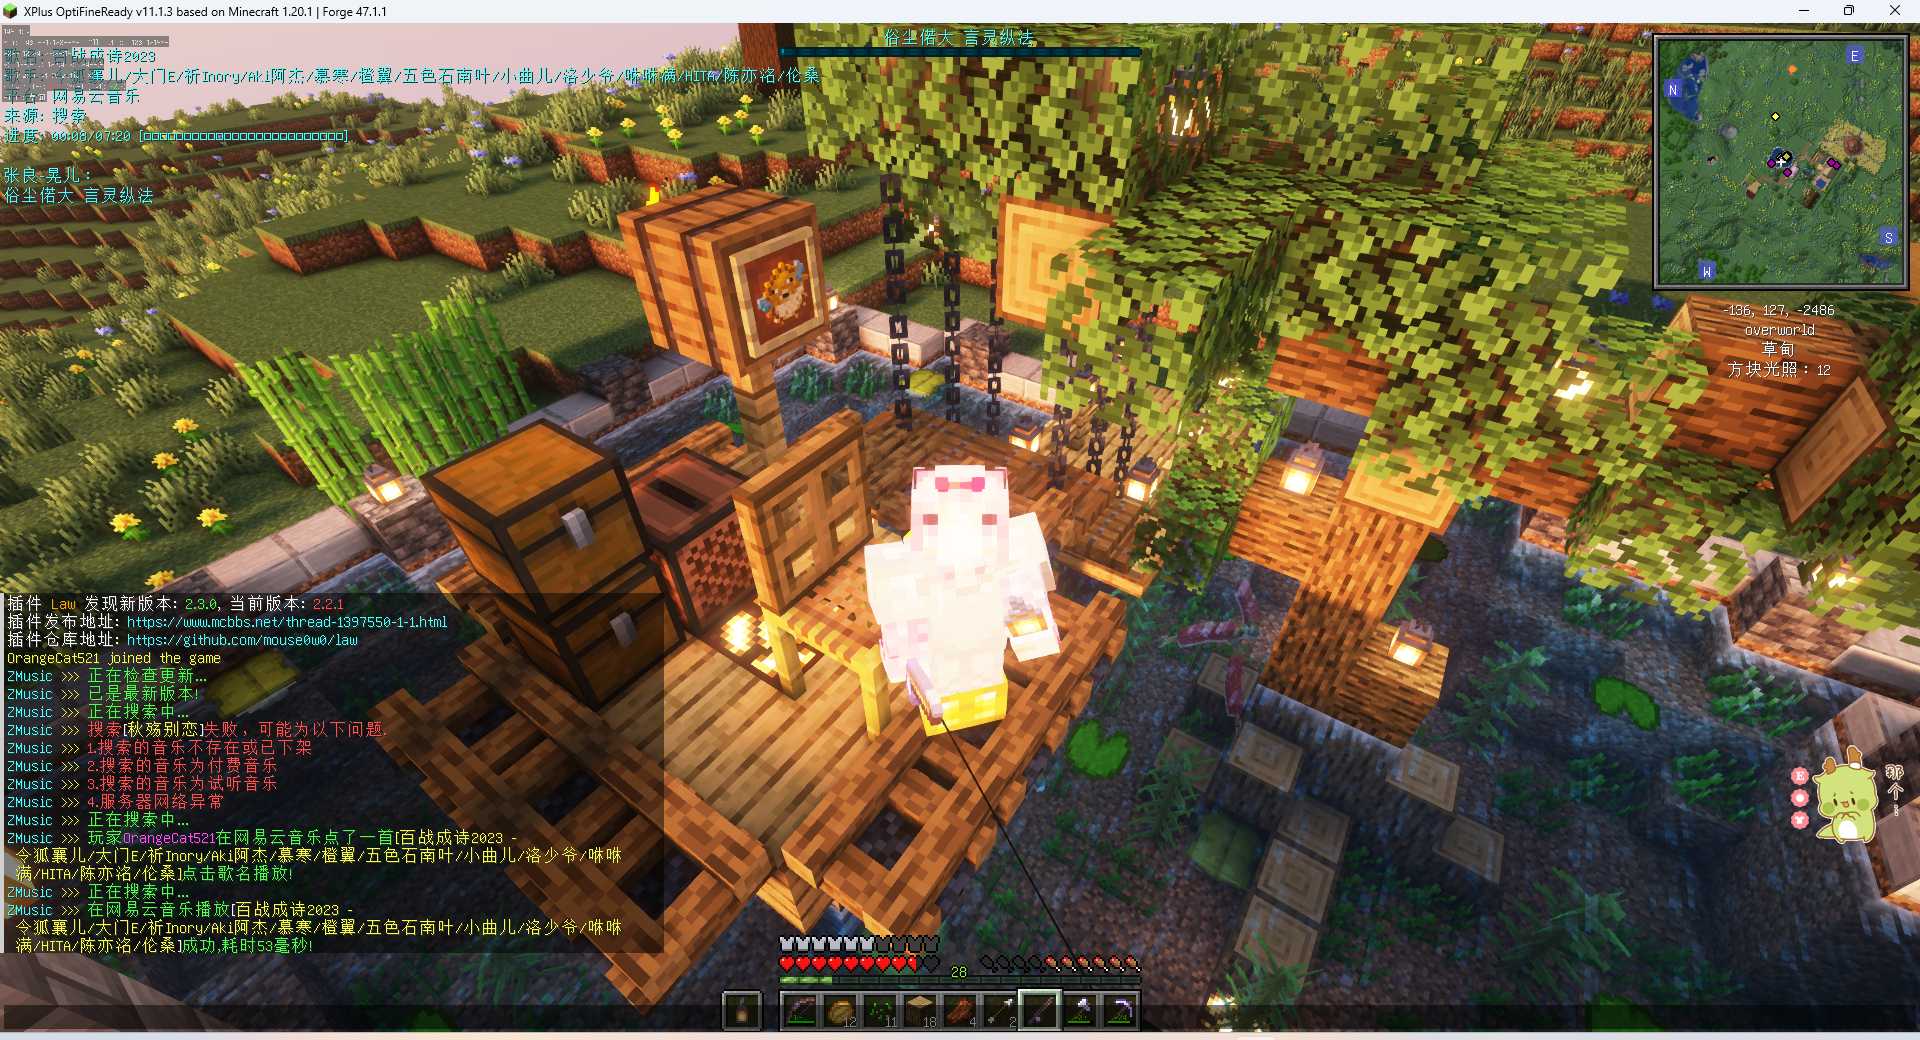 XPlus OptiFineReady v11.1.3 based on Minecraft 1.20.1 | Forge 47.1.1
俗尘偌大 言灵纵法
百战成诗2023
襄儿/大门E/祈Inory/Aki阿杰/慕寒/橙翼/五色石南叶/小曲儿/洛少爷/咻咻满/HITA/陈亦洺/伦桑
网易云音乐
来源: 搜索
进度: 00:08/07:20
张良-晃儿：
俗尘偌大 言灵纵法
N
E
S
W
-136, 127, -2486
overworld
草甸
方块光照：12
插件 Law 发现新版本: 2.3.0, 当前版本: 2.2.1
插件发布地址: https://www.mcbbs.net/thread-1397550-1-1.html
插件仓库地址: https://github.com/mouse0w0/law
OrangeCat521 joined the game
ZMusic >>> 正在检查更新...
ZMusic >>> 已是最新版本!
ZMusic >>> 正在搜索中...
ZMusic >>> 搜索[秋殇别恋]失败，可能为以下问题.
ZMusic >>> 1.搜索的音乐不存在或已下架
ZMusic >>> 2.搜索的音乐为付费音乐
ZMusic >>> 3.搜索的音乐为试听音乐
ZMusic >>> 4.服务器网络异常
ZMusic >>> 正在搜索中...
ZMusic >>> 玩家OrangeCat521在网易云音乐点了一首[百战成诗2023 -
令狐襄儿/大门E/祈Inory/Aki阿杰/慕寒/橙翼/五色石南叶/小曲儿/洛少爷/咻咻
满/HITA/陈亦洺/伦桑]点击歌名播放!
ZMusic >>> 正在搜索中...
ZMusic >>> 在网易云音乐播放[百战成诗2023 -
令狐襄儿/大门E/祈Inory/Aki阿杰/慕寒/橙翼/五色石南叶/小曲儿/洛少爷/咻咻
满/HITA/陈亦洺/伦桑]成功,耗时53毫秒!
28
12
11
18
4
2
E
那个…